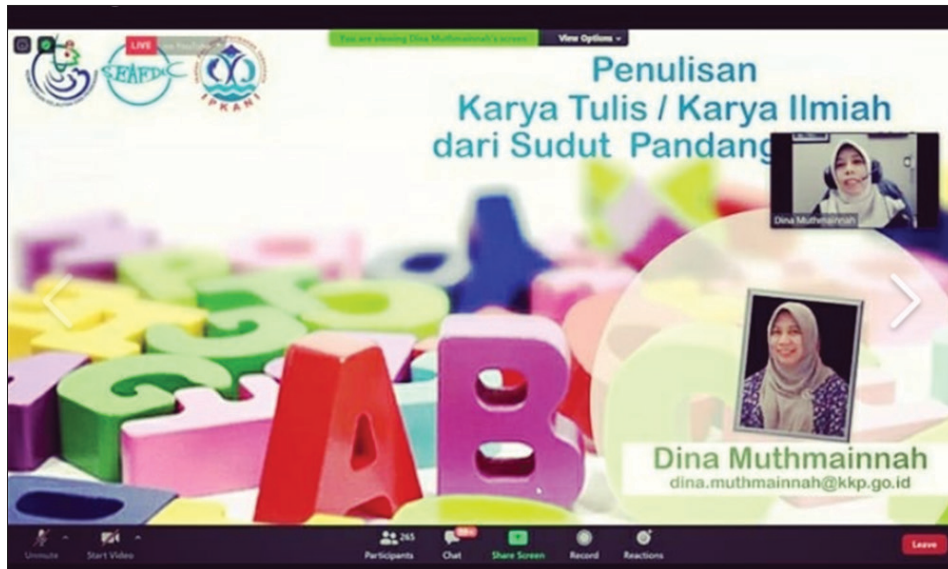 LIVE
You are viewing Dina Muthmainnah's screen
View Options
SEAFDEC
IPKANI
Penulisan
Karya Tulis / Karya Ilmiah
dari Sudut Pandang
Dina Muthmainnah
A B
Dina Muthmainnah
dina.muthmainnah@kkp.go.id
Unmute
Start Video
265
Participants
Chat
Share Screen
Record
Reactions
Leave